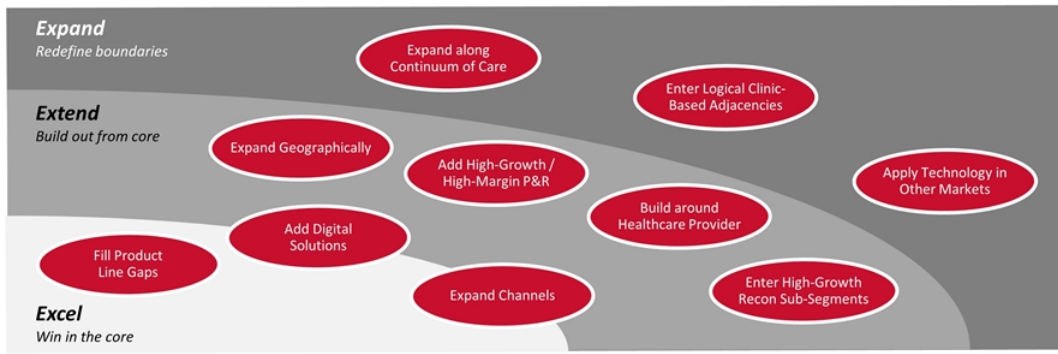 Expand
Redefine boundaries
Expand along
Continuum of Care
Enter Logical Clinic-
Based Adjacencies
Extend
Build out from core
Expand Geographically
Add High-Growth /
High-Margin P&R
Apply Technology in
Other Markets
Build around
Healthcare Provider
Add Digital
Solutions
Fill Product
Line Gaps
Expand Channels
Enter High-Growth
Recon Sub-Segments
Excel
Win in the core